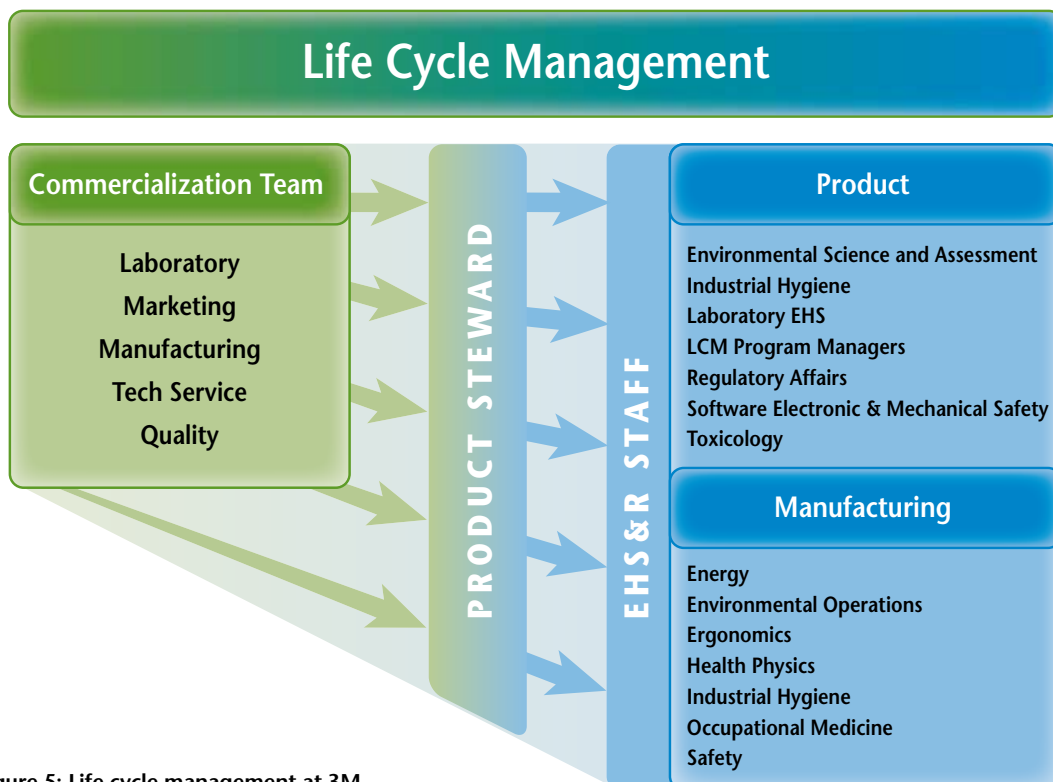 Life Cycle Management
Commercialization Team
Laboratory
Marketing
Manufacturing
Tech Service
Quality
PRODUCT STEWARD
EHS&R STAFF
Product
Environmental Science and Assessment
Industrial Hygiene
Laboratory EHS
LCM Program Managers
Regulatory Affairs
Software Electronic & Mechanical Safety
Toxicology
Manufacturing
Energy
Environmental Operations
Ergonomics
Health Physics
Industrial Hygiene
Occupational Medicine
Safety
gure 5: Life cycle management at 3M